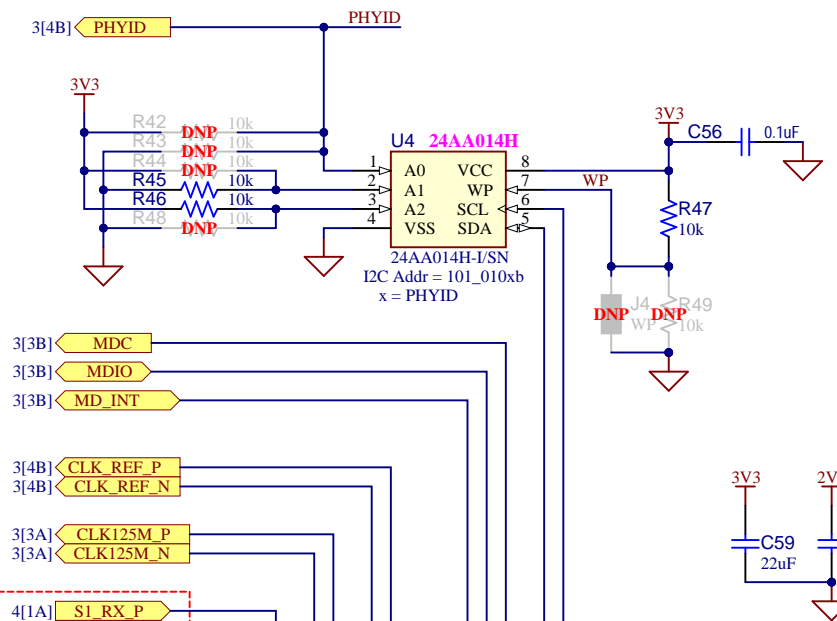 3[4B] PHYID PHYID
3V3
R42 DNP 10k
R43 DNP
R44 DNP 10k
R45 10k
R46 10k
R48 DNP 10k
U4 24AA014H
1 A0 VCC 8
2 A1 WP 7 WP
3 A2 SCL 6
4 VSS SDA 5
24AA014H-I/SN
I2C Addr = 101_010xb
x = PHYID
3V3
C56 0.1uF
R47
10k
DNP J4 DNP R49
WP 10k
3[3B] MDC
3[3B] MDIO
3[3B] MD_INT
3[4B] CLK_REF_P
3[4B] CLK_REF_N
3[3A] CLK125M_P
3[3A] CLK125M_N
4[1A] S1_RX_P
3V3 2V
C59
22uF